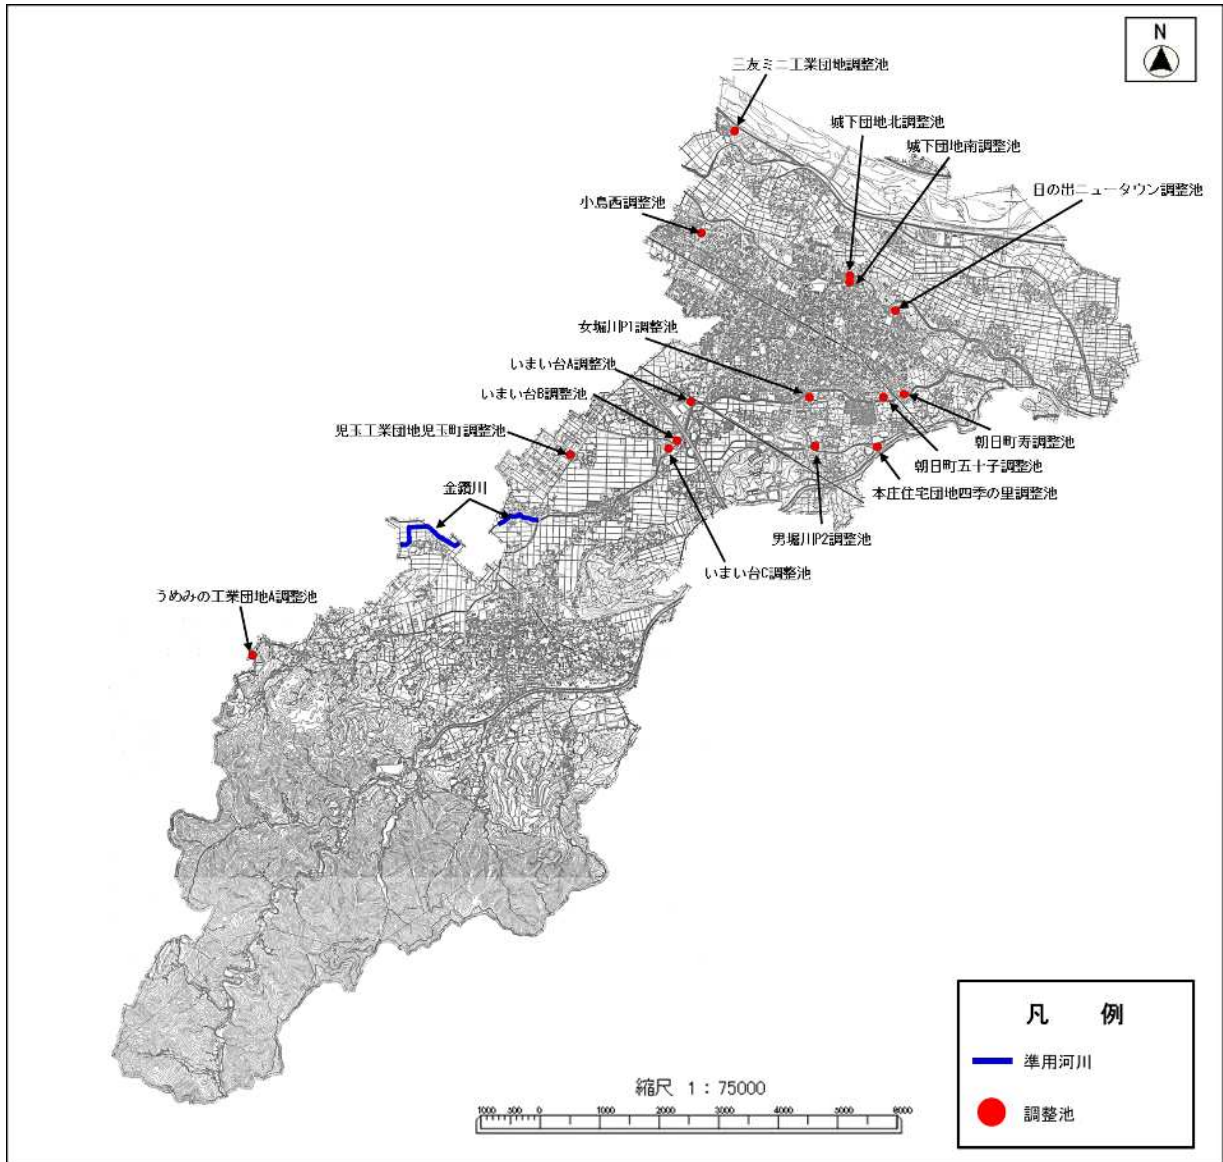 N
三友ミニ工業団地調整池
城下団地北調整池
城下団地南調整池
日の出ニュータウン調整池
小島西調整池
女堀川P1調整池
いまい台A調整池
いまい台B調整池
児玉工業団地児玉町調整池
金鑚川
朝日町寿調整池
朝日町五十子調整池
本庄住宅団地四季の里調整池
男堀川P2調整池
いまい台C調整池
うめみの工業団地A調整池
凡 例
準用河川
調整池
縮尺 1：75000
1000 500 0 1000 2000 3000 4000 5000 6000